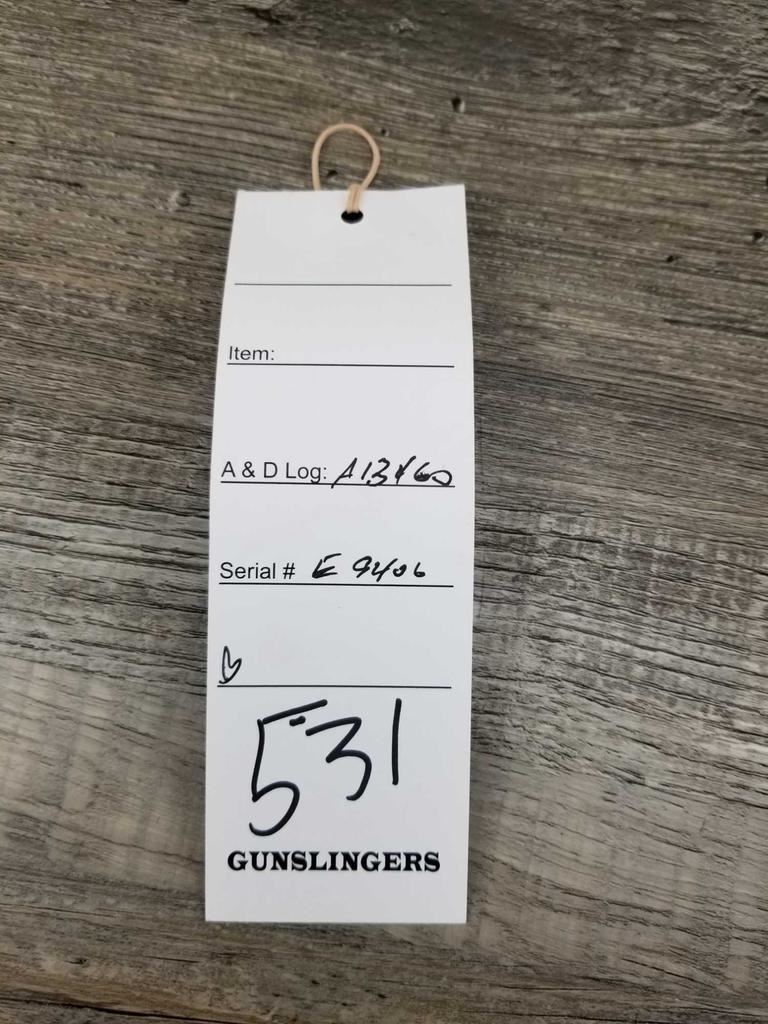 Item:
A & D Log: A13460
Serial # E 9406
531
GUNSLINGERS